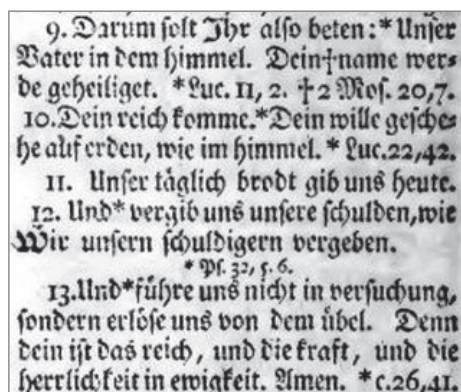 9. Darum solt Ihr also beten: * Unser
Vater in dem himmel. Dein † name wer⸗
de geheiliget. * Luc. 11, 2. † 2 Mos. 20, 7.
10. Dein reich komme. * Dein wille gesche⸗
he auf erden, wie im himmel. * Luc. 22, 42.
11. Unser täglich brodt gib uns heute.
12. Und * vergib uns unsere schulden, wie
Wir unsern schuldigern vergeben.
* Ps. 32, 5. 6.
13. Und * führe uns nicht in versuchung,
sondern erlöse uns von dem übel. Denn
dein ist das reich, und die kraft, und die
herrlichkeit in ewigkeit. Amen. * c. 26, 41